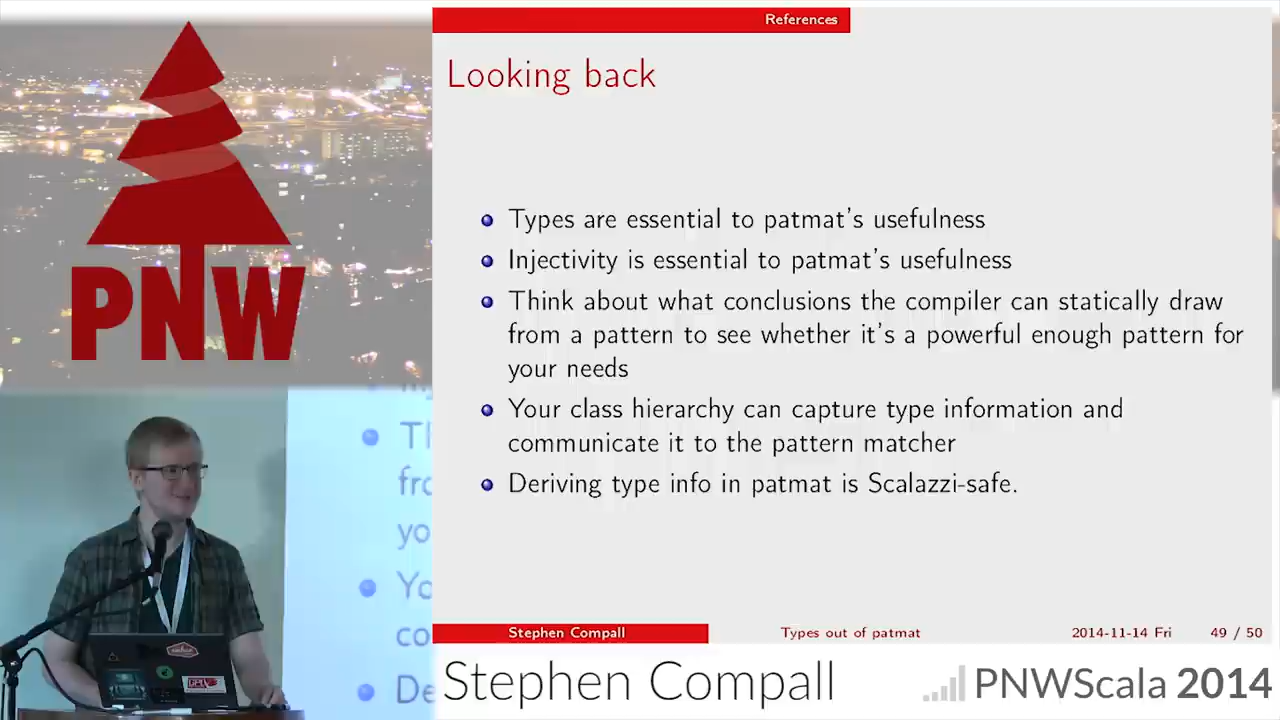 PNW
References
Looking back
Types are essential to patmat's usefulness
Injectivity is essential to patmat's usefulness
Think about what conclusions the compiler can statically draw
from a pattern to see whether it's a powerful enough pattern for
your needs
Your class hierarchy can capture type information and
communicate it to the pattern matcher
Deriving type info in patmat is Scalazzi-safe.
Stephen Compall
Types out of patmat
2014-11-14 Fri
49 / 50
Stephen Compall
PNWScala 2014